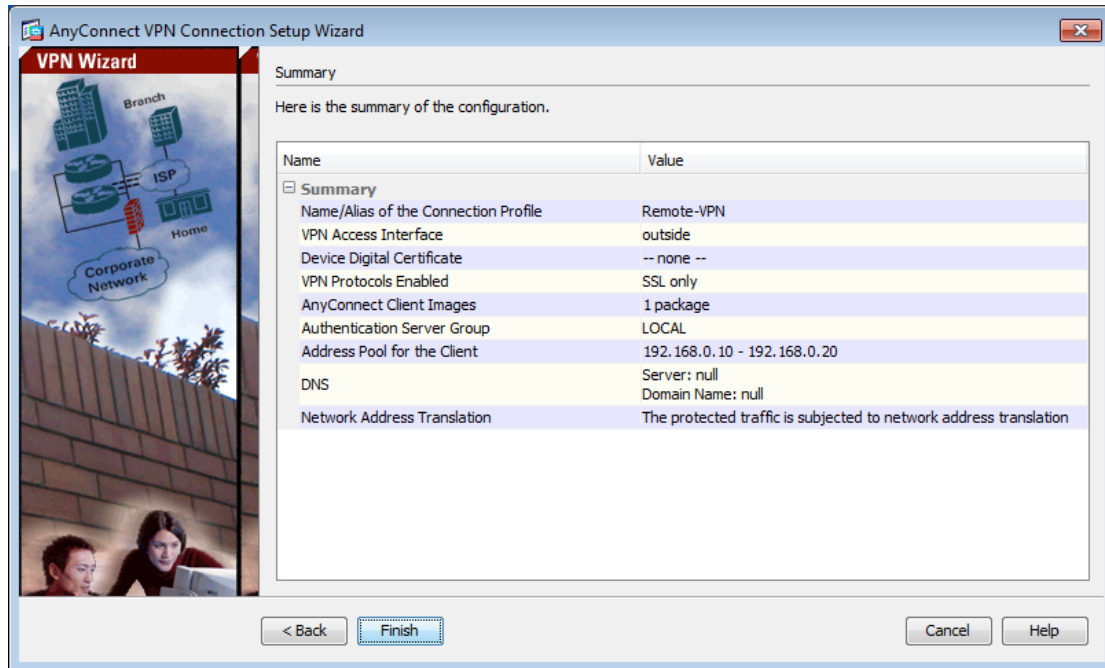 AnyConnect VPN Connection Setup Wizard
VPN Wizard
Branch
ISP
Home
Corporate
Network
Summary
Here is the summary of the configuration.
Name Value
Summary
Name/Alias of the Connection Profile Remote-VPN
VPN Access Interface outside
Device Digital Certificate -- none --
VPN Protocols Enabled SSL only
AnyConnect Client Images 1 package
Authentication Server Group LOCAL
Address Pool for the Client 192.168.0.10 - 192.168.0.20
DNS Server: null
Domain Name: null
Network Address Translation The protected traffic is subjected to network address translation
< Back Finish Cancel Help